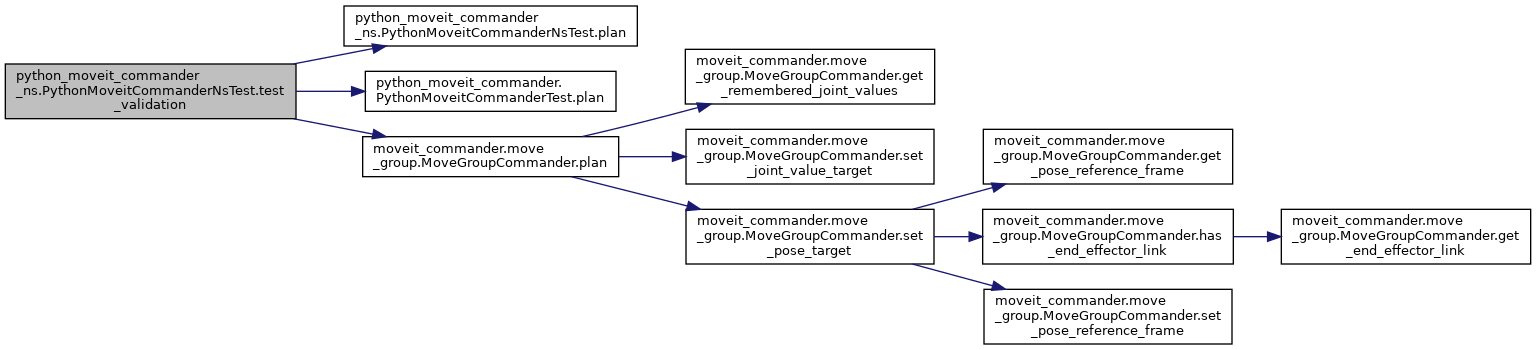 python_moveit_commander
_ns.PythonMoveitCommanderNsTest.test
_validation
python_moveit_commander
_ns.PythonMoveitCommanderNsTest.plan
python_moveit_commander.
PythonMoveitCommanderTest.plan
moveit_commander.move
_group.MoveGroupCommander.plan
moveit_commander.move
_group.MoveGroupCommander.get
_remembered_joint_values
moveit_commander.move
_group.MoveGroupCommander.set
_joint_value_target
moveit_commander.move
_group.MoveGroupCommander.set
_pose_target
moveit_commander.move
_group.MoveGroupCommander.get
_pose_reference_frame
moveit_commander.move
_group.MoveGroupCommander.has
_end_effector_link
moveit_commander.move
_group.MoveGroupCommander.set
_pose_reference_frame
moveit_commander.move
_group.MoveGroupCommander.get
_end_effector_link